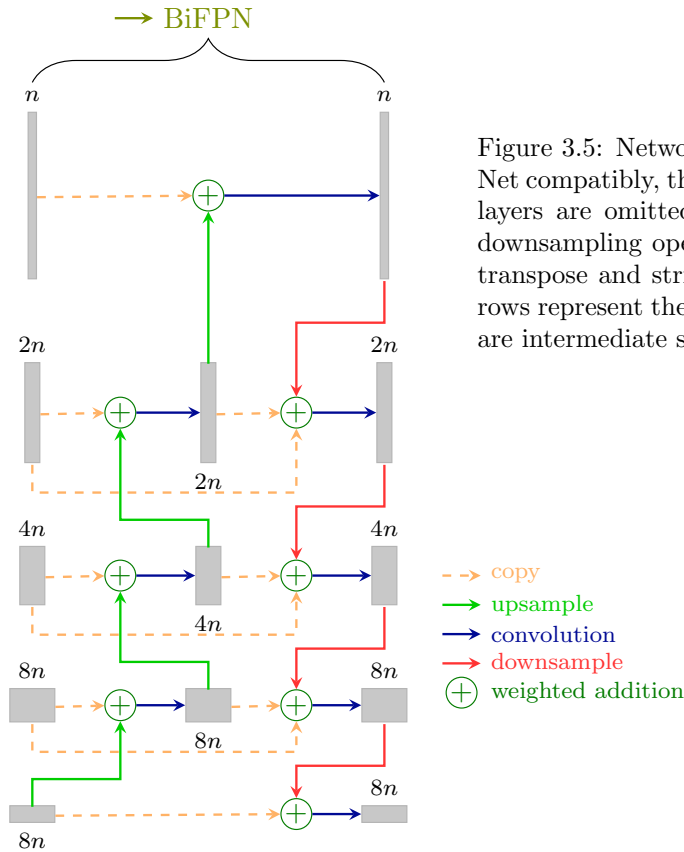 BiFPN
n n
Figure 3.5: Netwo
Net compatibly, th
layers are omitted
downsampling ope
transpose and str
rows represent the
are intermediate s
2n 2n
2n
4n 4n
4n
copy
upsample
convolution
downsample
weighted addition
8n 8n
8n
8n 8n